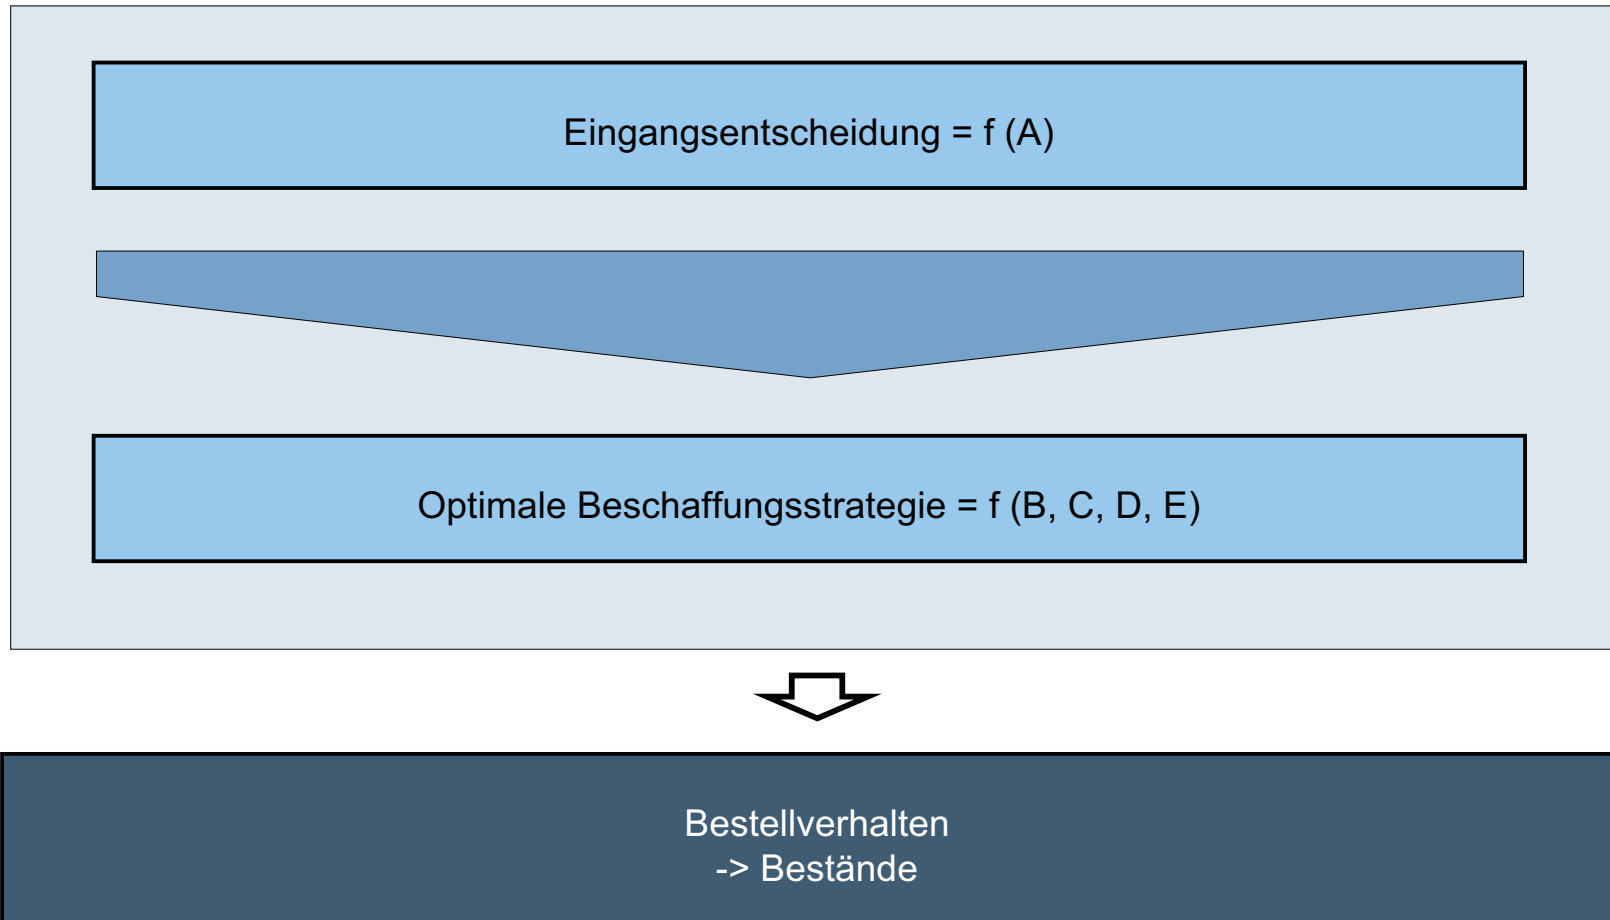 Eingangsentscheidung = f (A)
Optimale Beschaffungsstrategie = f (B, C, D, E)
Bestellverhalten
-> Bestände